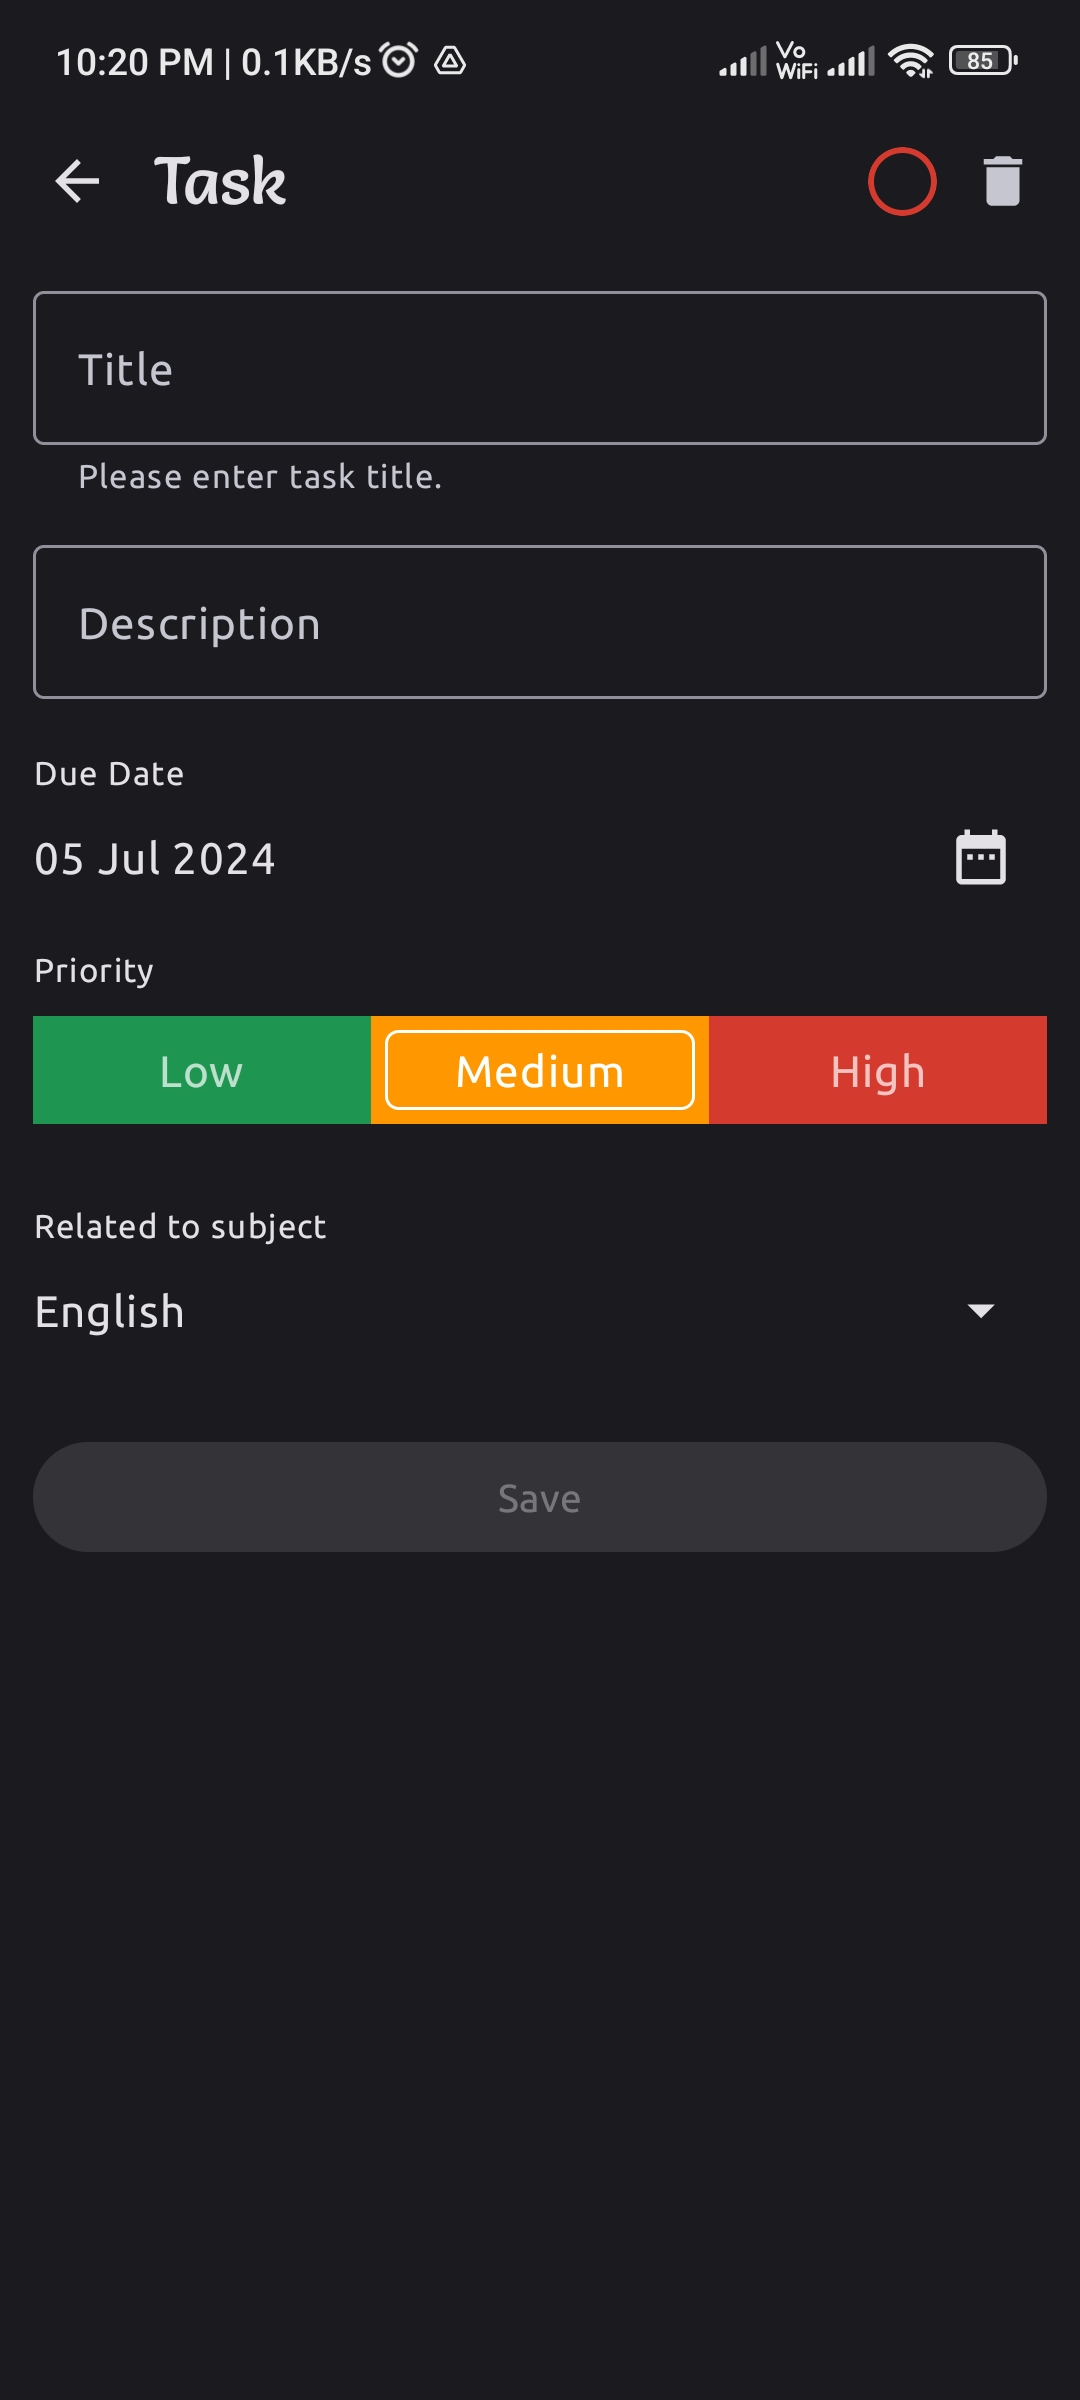 10:20 PM | 0.1KB/s Vo WiFi 85
Task
Title
Please enter task title.
Description
Due Date
05 Jul 2024
Priority
Low Medium High
Related to subject
English
Save